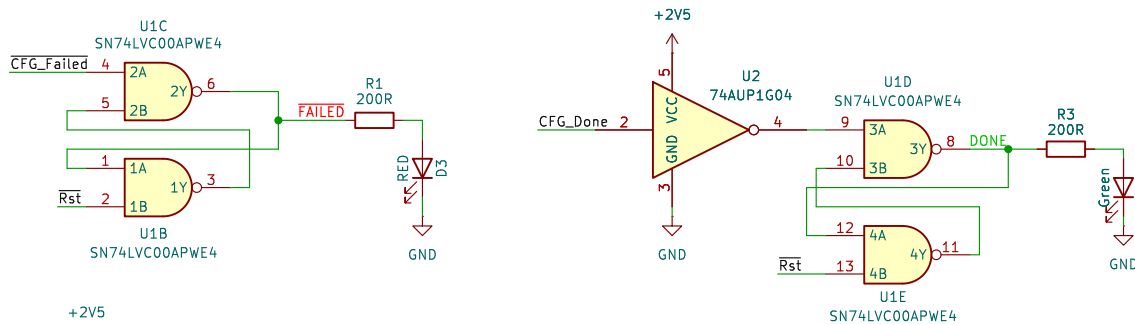 U1C
SN74LVC00APWE4
CFG_Failed
4
2A
5
2B
2Y
6
1
1A
Rst
2
1B
1Y
3
U1B
SN74LVC00APWE4
FAILED
R1
200R
RED
D3
GND
+2V5
+2V5
5
VCC
U2
74AUP1G04
CFG_Done
2
4
GND
3
GND
U1D
SN74LVC00APWE4
9
3A
10
3B
3Y
8
DONE
R3
200R
Green
GND
12
4A
Rst
13
4B
4Y
11
U1E
SN74LVC00APWE4